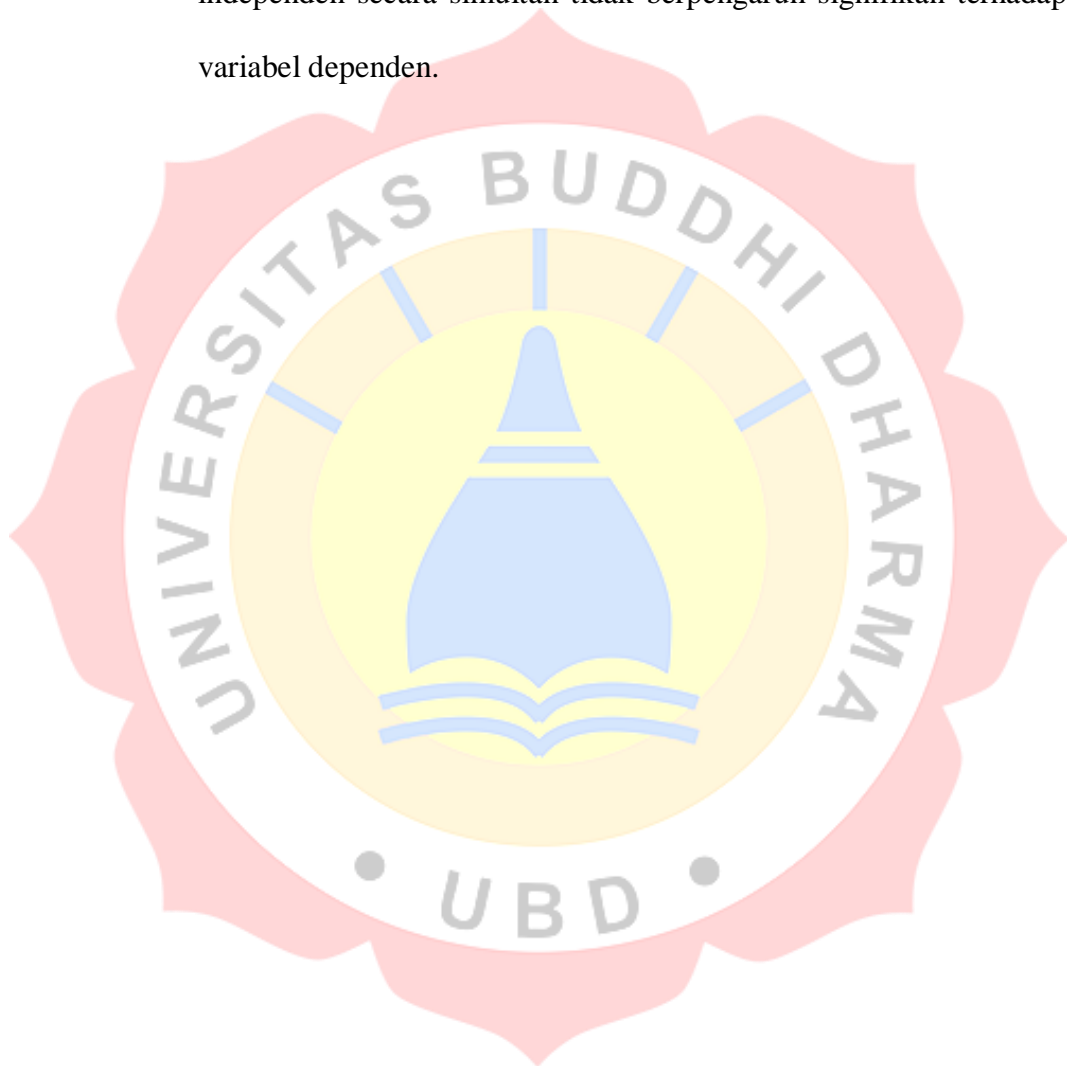 independen secara simultan tidak berpengaruh signifikan terhadap
variabel dependen.
UNIVERSITAS BUDDHI DHARMA
• UBD •